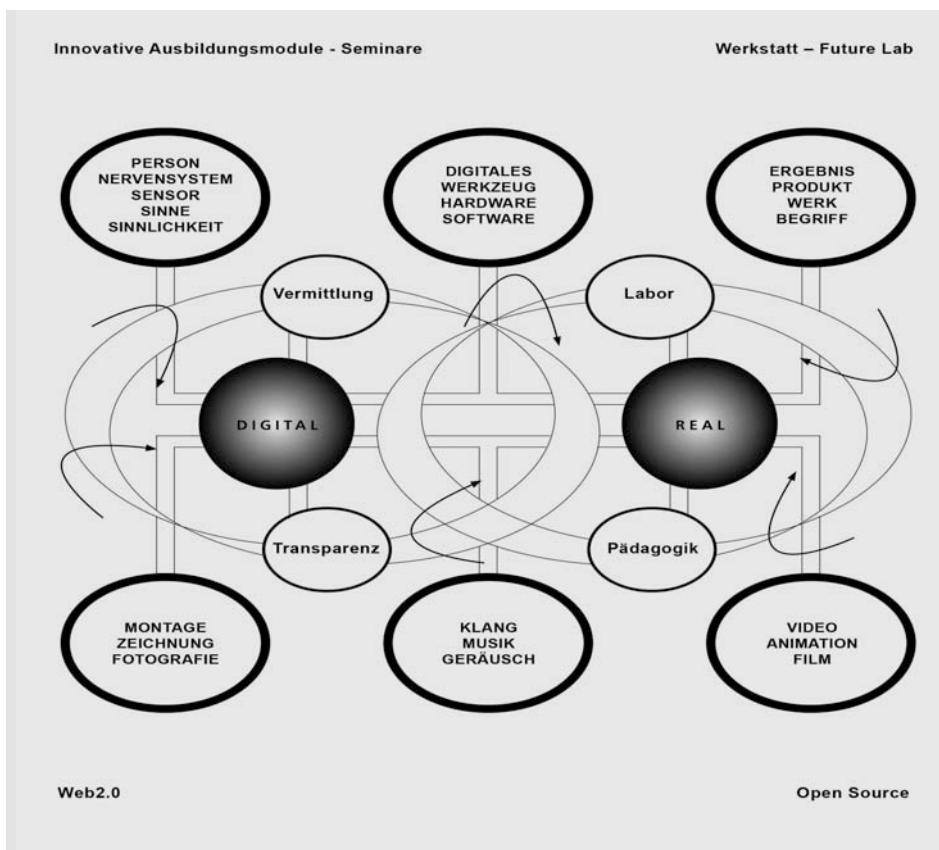 Innovative Ausbildungsmodule - Seminare
Werkstatt – Future Lab
PERSON
NERVENSYSTEM
SENSOR
SINNE
SINNLICHKEIT
DIGITALES
WERKZEUG
HARDWARE
SOFTWARE
ERGEBNIS
PRODUKT
WERK
BEGRIFF
Vermittlung
Labor
DIGITAL
REAL
Transparenz
Pädagogik
MONTAGE
ZEICHNUNG
FOTOGRAFIE
KLANG
MUSIK
GERÄUSCH
VIDEO
ANIMATION
FILM
Web2.0
Open Source